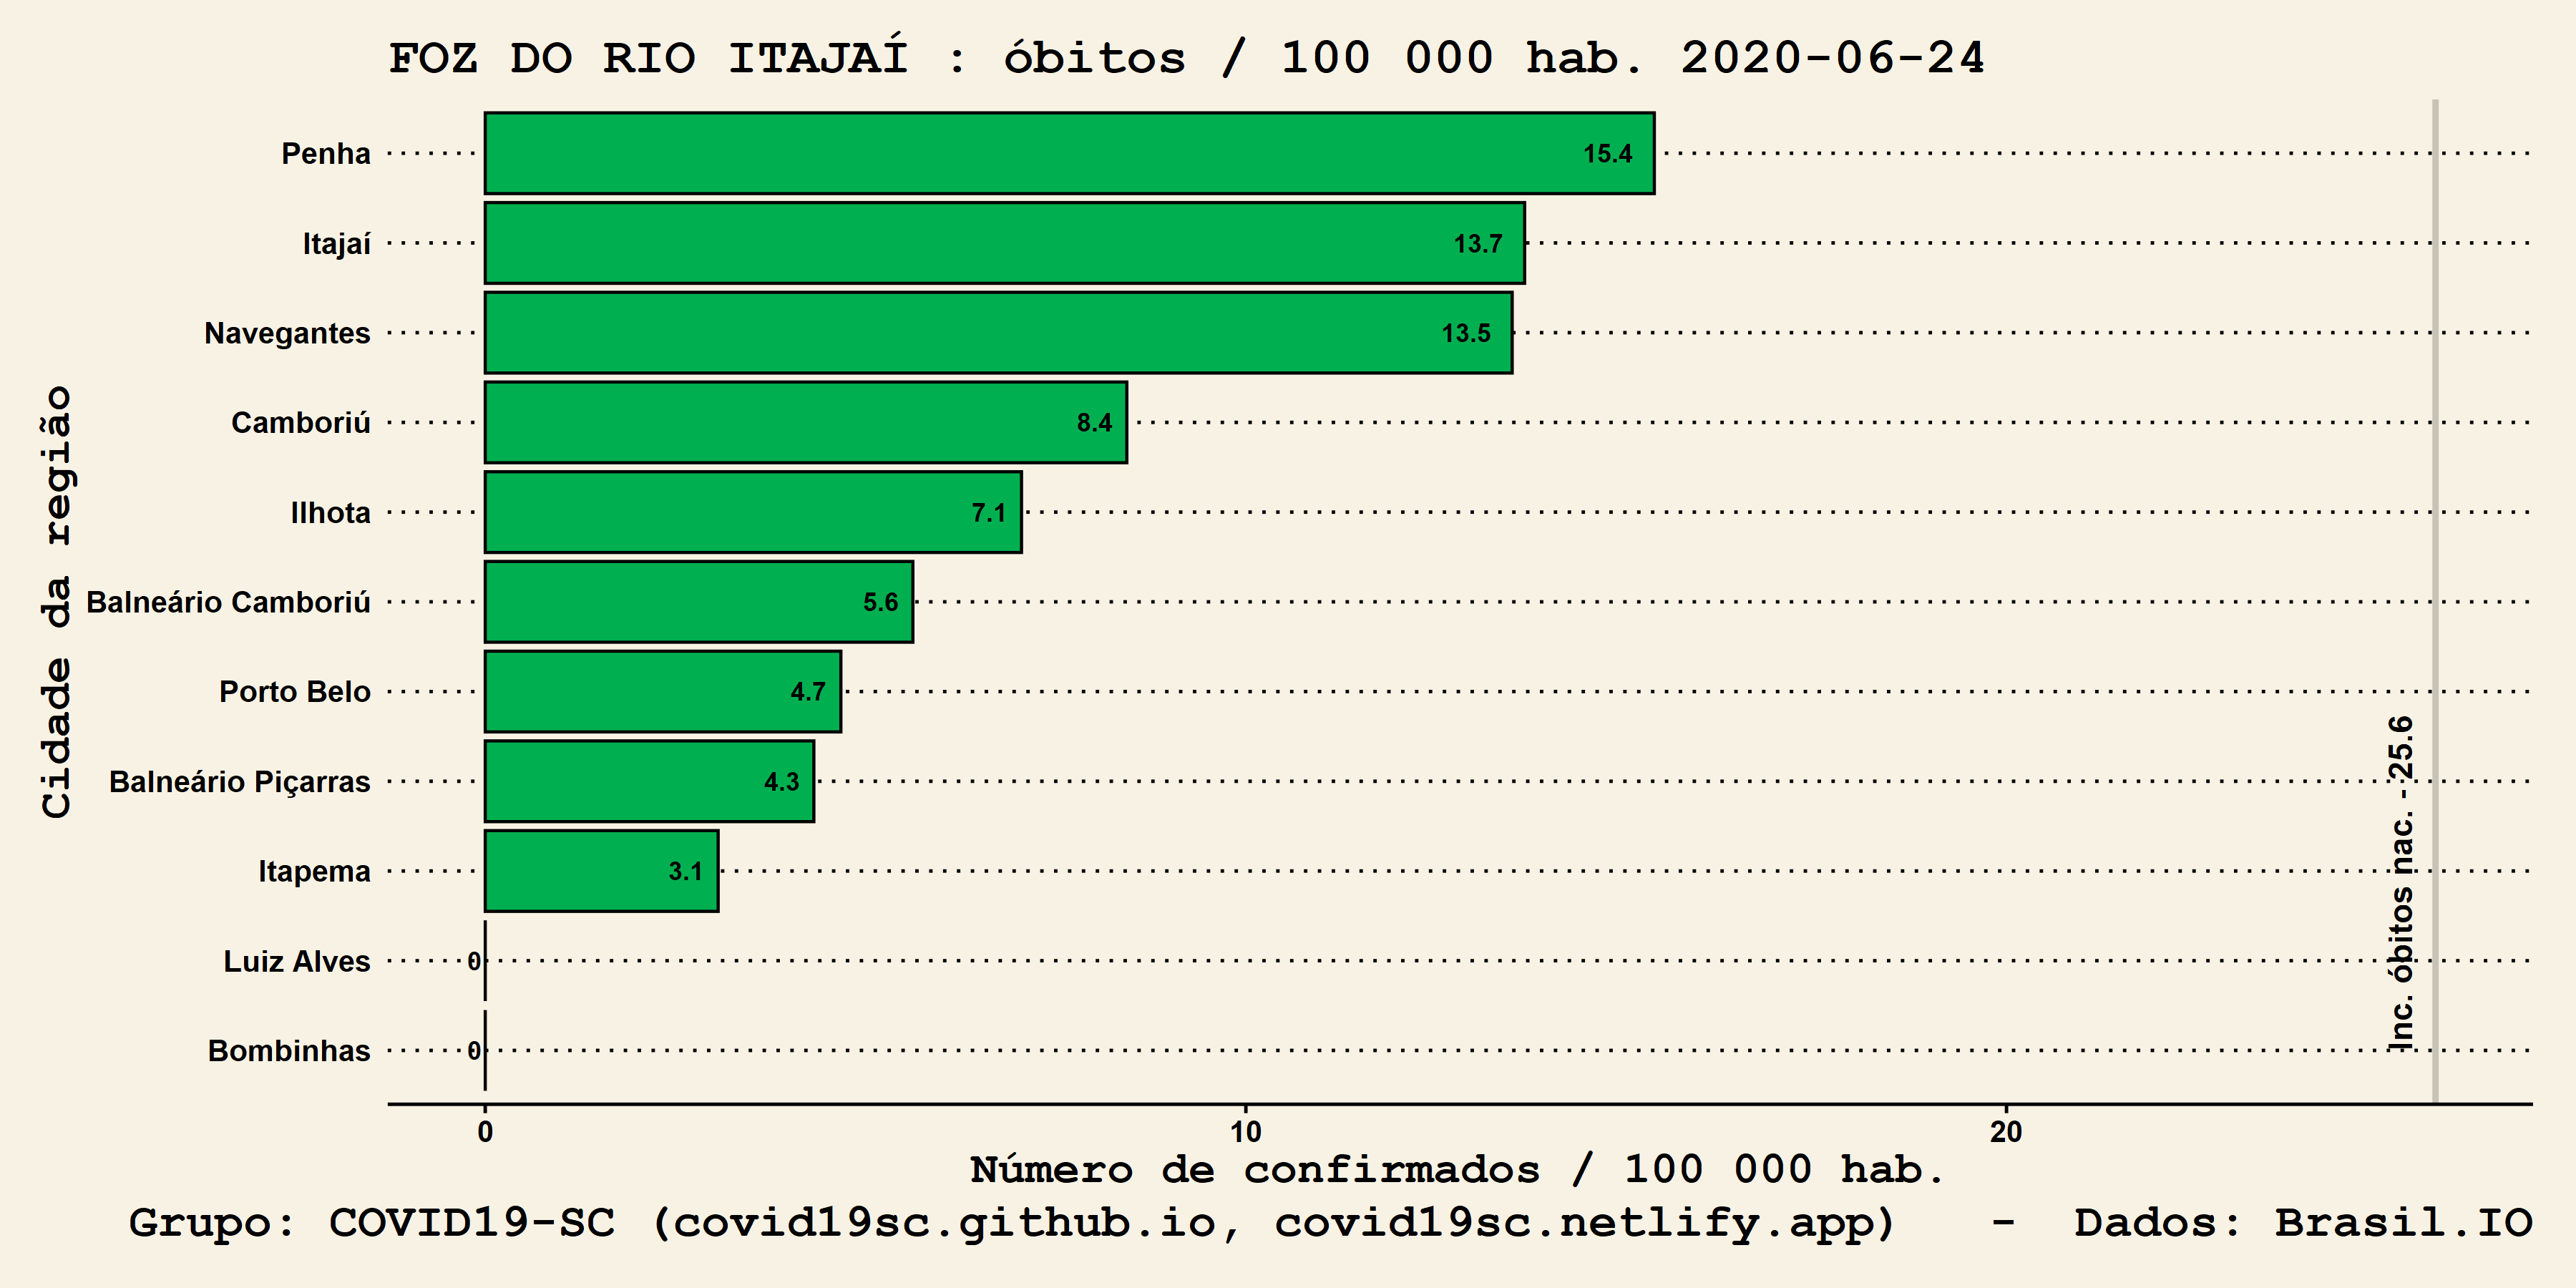 FOZ DO RIO ITAJAÍ : óbitos / 100 000 hab. 2020-06-24
Cidade da região
Penha 15.4
Itajaí 13.7
Navegantes 13.5
Camboriú 8.4
Ilhota 7.1
Balneário Camboriú 5.6
Porto Belo 4.7
Balneário Piçarras 4.3
Itapema 3.1
Luiz Alves 0
Bombinhas 0
Inc. óbitos nac. - 25.6
0 10 20
Número de confirmados / 100 000 hab.
Grupo: COVID19-SC (covid19sc.github.io, covid19sc.netlify.app) - Dados: Brasil.IO